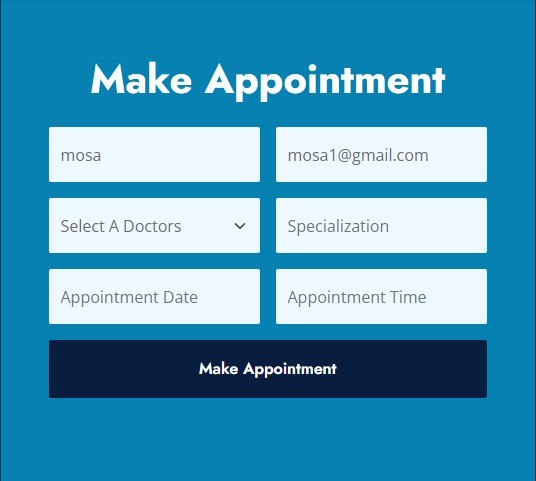 Make Appointment
mosa
mosa1@gmail.com
Select A Doctors
Specialization
Appointment Date
Appointment Time
Make Appointment